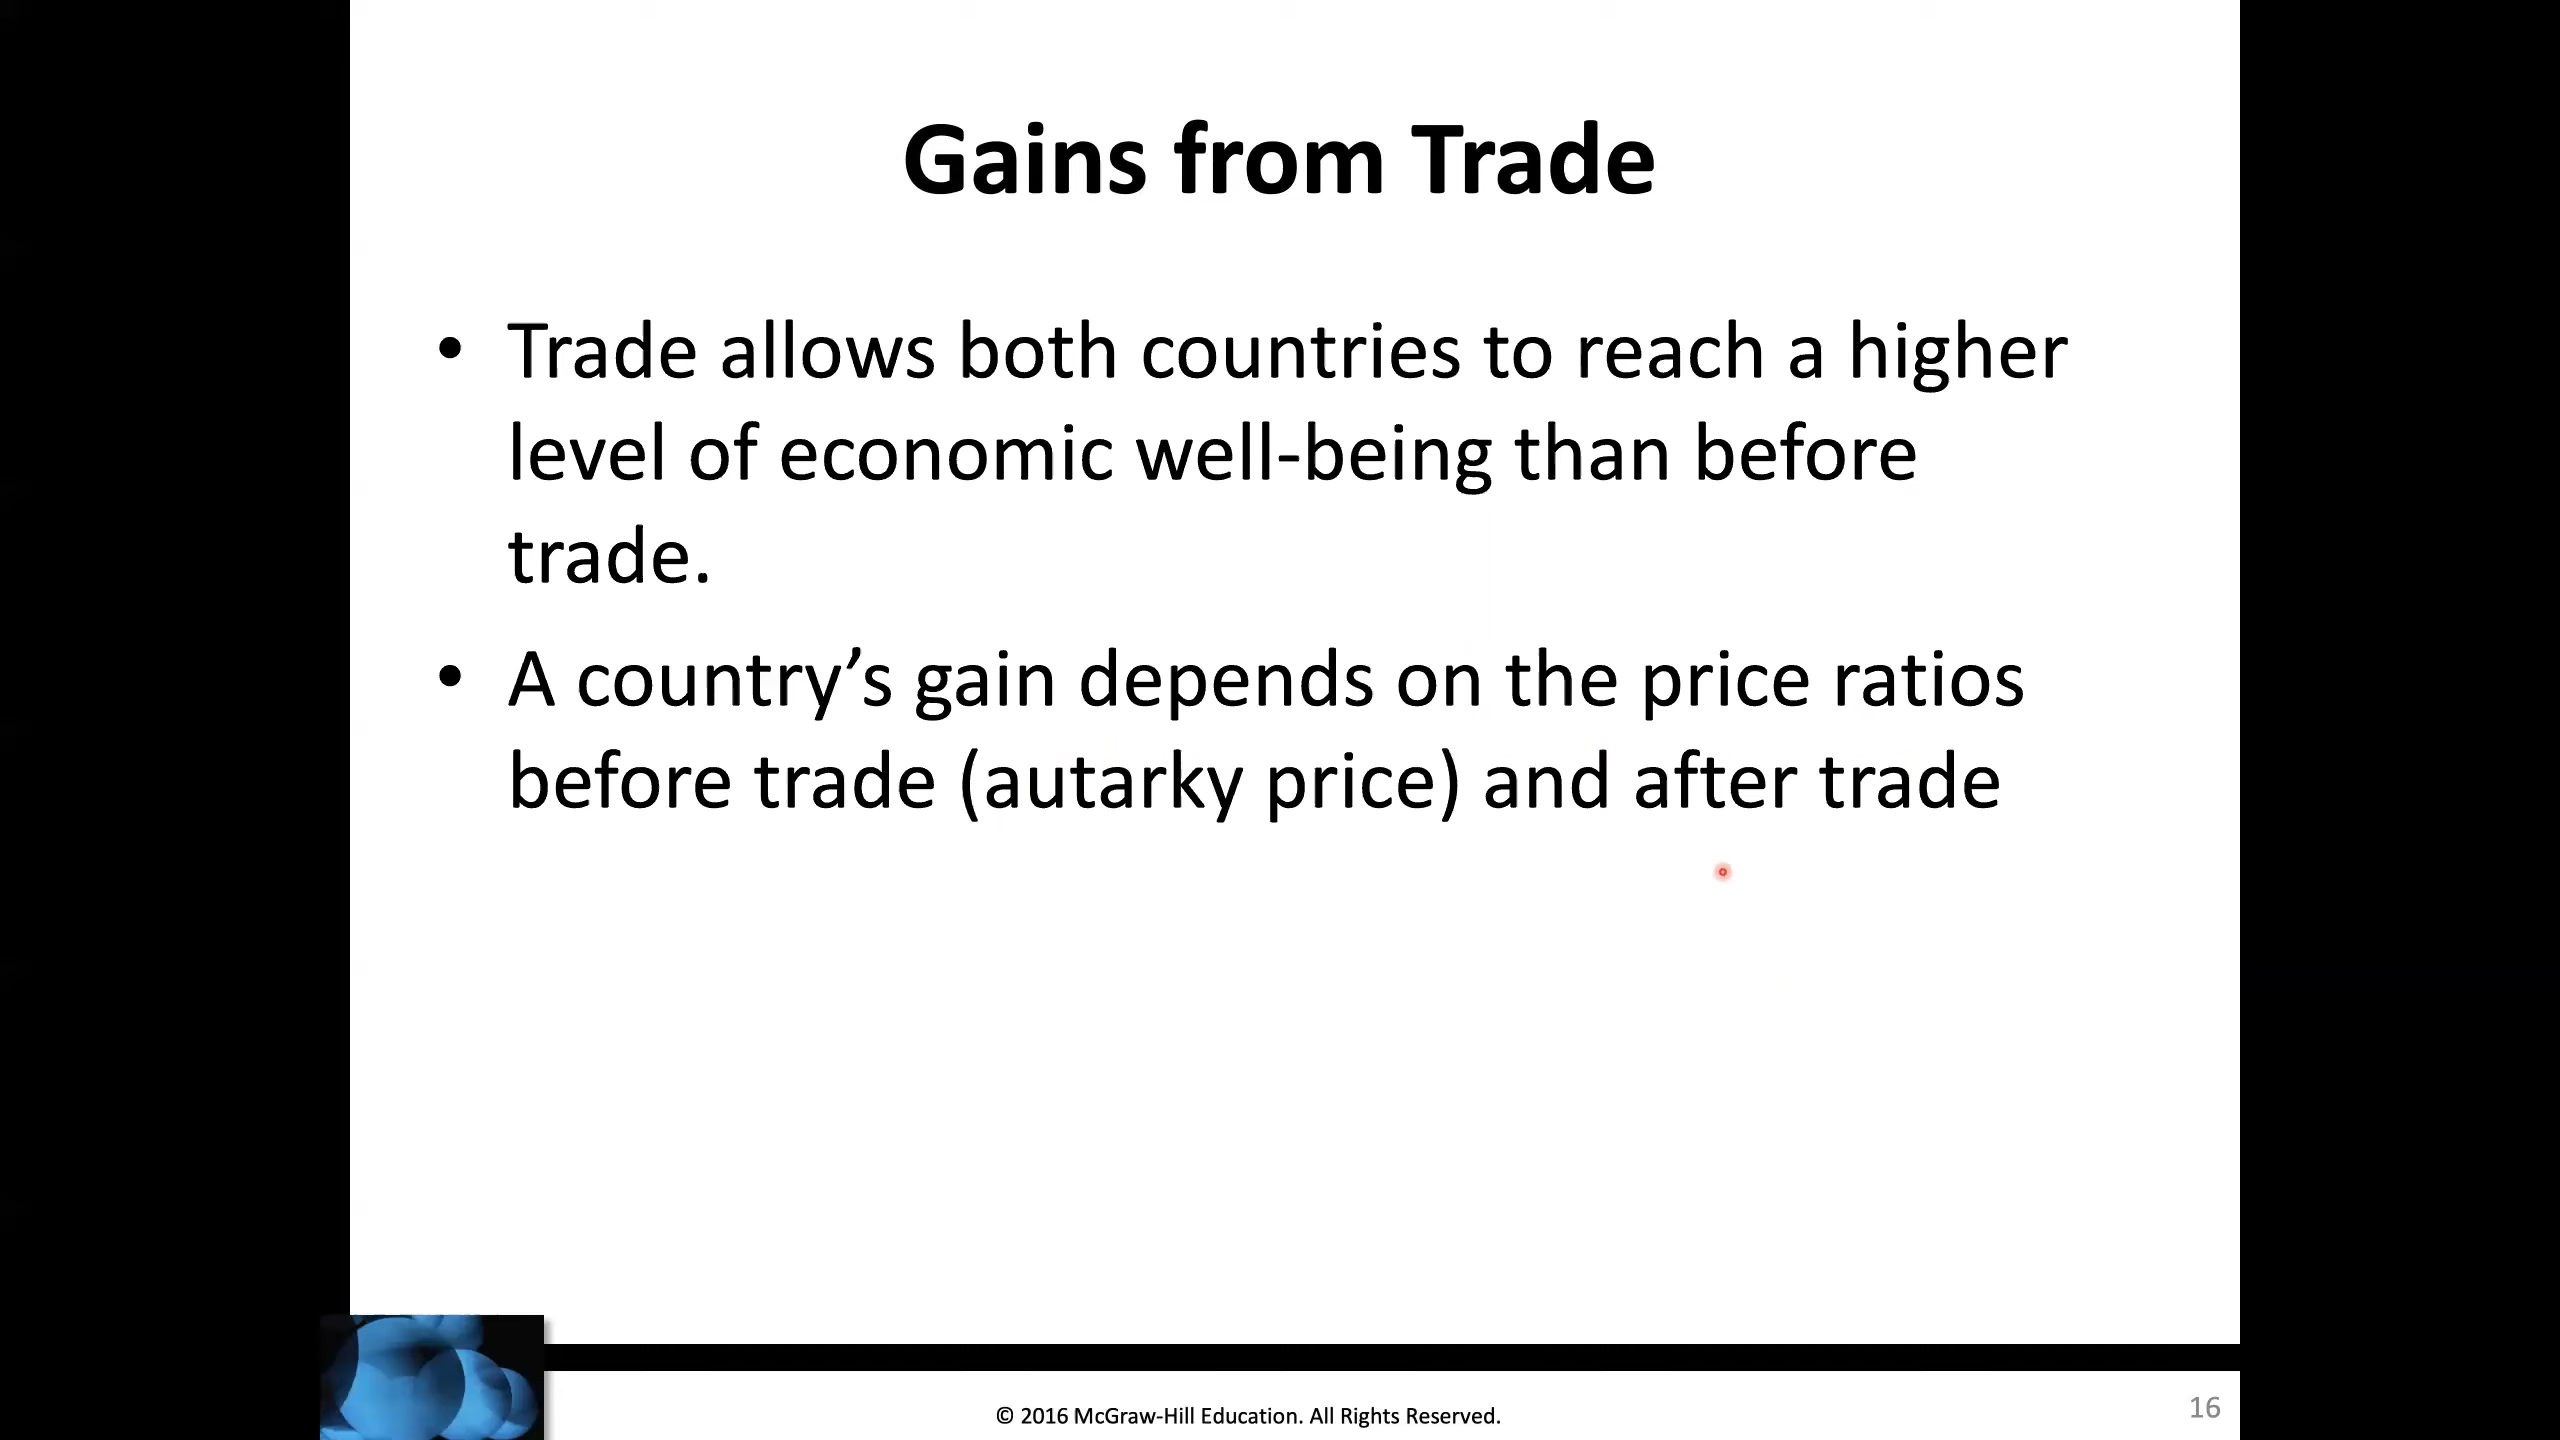 Gains from Trade
• Trade allows both countries to reach a higher
level of economic well-being than before
trade.
• A country’s gain depends on the price ratios
before trade (autarky price) and after trade
© 2016 McGraw-Hill Education. All Rights Reserved.
16